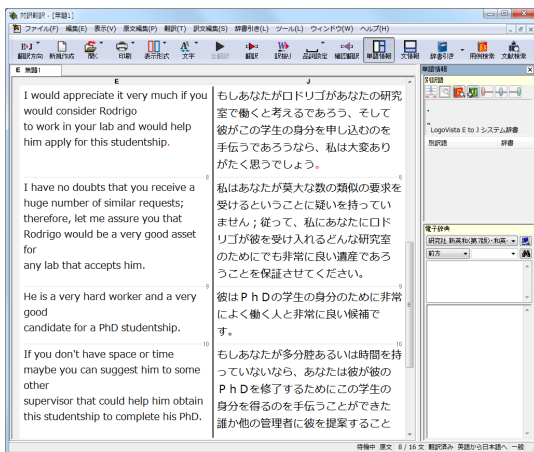 対訳翻訳 - [無題1]
ファイル(F) 編集(E) 表示(V) 原文編集(P) 翻訳(T) 訳文編集(S) 辞書引き(L) ツール(L) ウィンドウ(W) ヘルプ(H)
翻訳方向 新規作成 開く 印刷 表示形式 文字 全翻訳 翻訳 訳振り 品詞設定 確認翻訳 単語情報 文情報 辞書引き 用例検索 文献検索
E 無題1
E
J
I would appreciate it very much if you
would consider Rodrigo
to work in your lab and would help
him apply for this studentship.
もしあなたがロドリゴがあなたの研究
室で働くと考えるであろう、そして
彼がこの学生の身分を申し込むのを
手伝うであろうなら、私は大変あり
がたく思うでしょう。
8
8
I have no doubts that you receive a
huge number of similar requests;
therefore, let me assure you that
Rodrigo would be a very good asset
for
any lab that accepts him.
私はあなたが莫大な数の類似の要求を
受けるということに疑いを持ってい
ません；従って、私にあなたにロド
リゴが彼を受け入れるどんな研究室
のためにでも非常に良い遺産であろ
うことを保証させてください。
9
9
He is a very hard worker and a very
good
candidate for a PhD studentship.
彼はＰｈＤの学生の身分のために非常
によく働く人と非常に良い候補で
す。
10
10
If you don't have space or time
maybe you can suggest him to some
other
supervisor that could help him obtain
this studentship to complete his PhD.
もしあなたが多分腔あるいは時間を持
っていないなら、あなたは彼が彼の
ＰｈＤを修了するためにこの学生の
身分を得るのを手伝うことができた
誰か他の管理者に彼を提案すること
単語情報
別訳語
LogoVista E to J システム辞書
別訳語 辞書
電子辞典
研究社 新英和(第7版)・和英・
前方
待機中 原文 8 / 16 文 翻訳済み 英語から日本語へ 一般